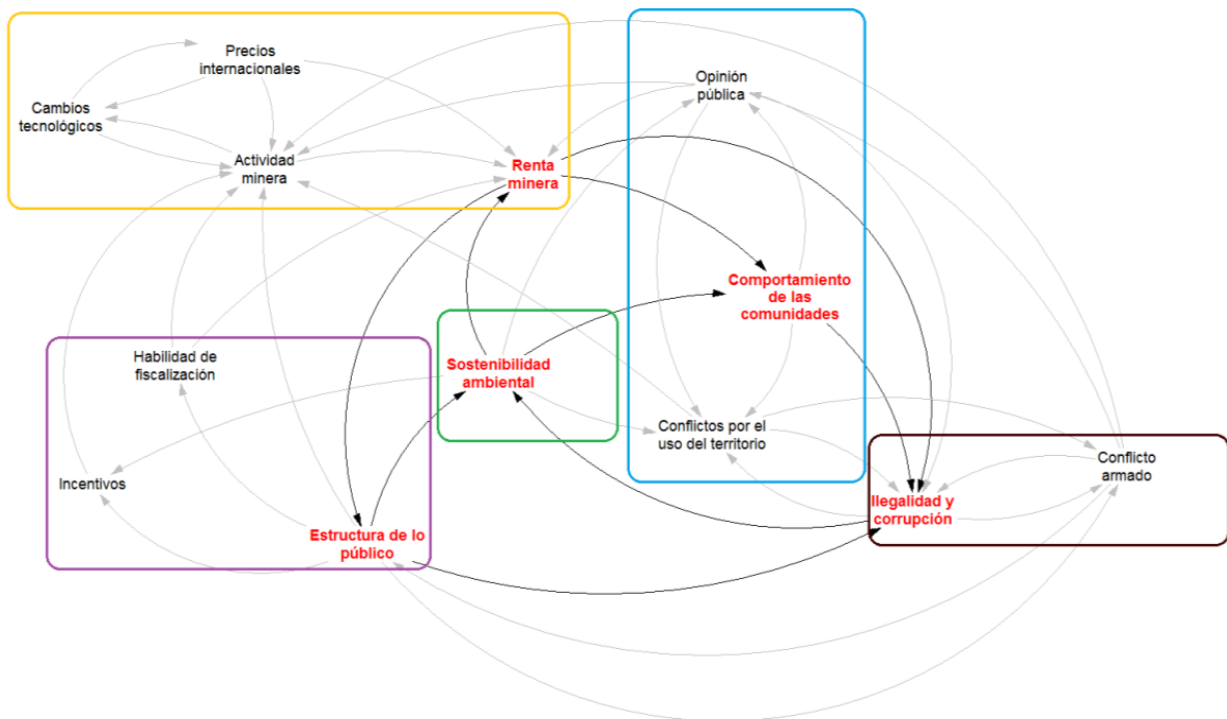 Precios
internacionales
Cambios
tecnológicos
Actividad
minera
Renta
minera
Opinión
pública
Comportamiento
de las
comunidades
Habilidad de
fiscalización
Sostenibilidad
ambiental
Conflictos por el
uso del territorio
Conflicto
armado
Incentivos
Ilegalidad y
corrupción
Estructura de lo
público